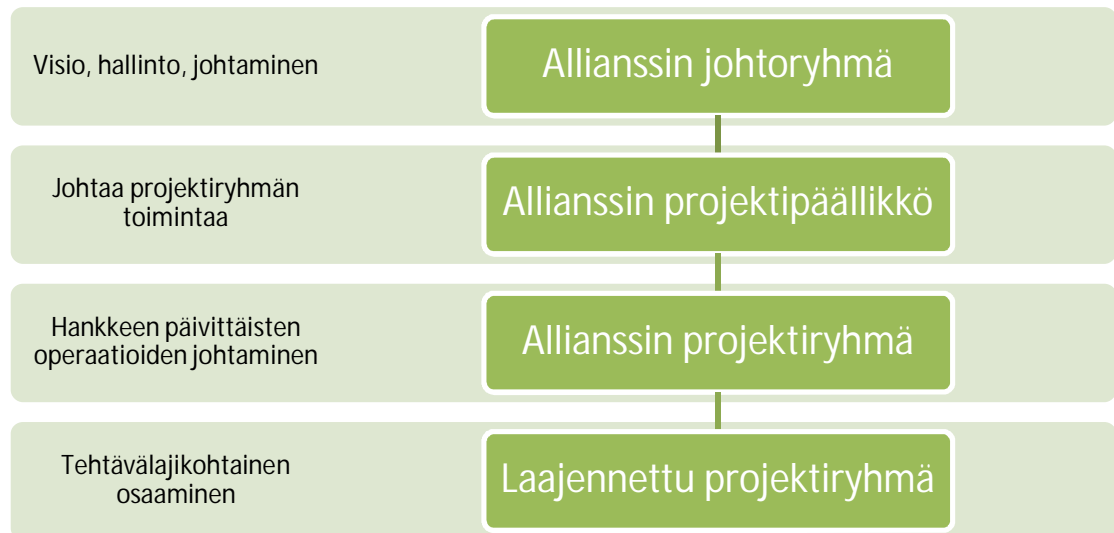 Visio, hallinto, johtaminen
Allianssin johtoryhmä
Johtaa projektiryhmän
toimintaa
Allianssin projektipäällikkö
Hankkeen päivittäisten
operaatioiden johtaminen
Allianssin projektiryhmä
Tehtävälajikohtainen
osaaminen
Laajennettu projektiryhmä